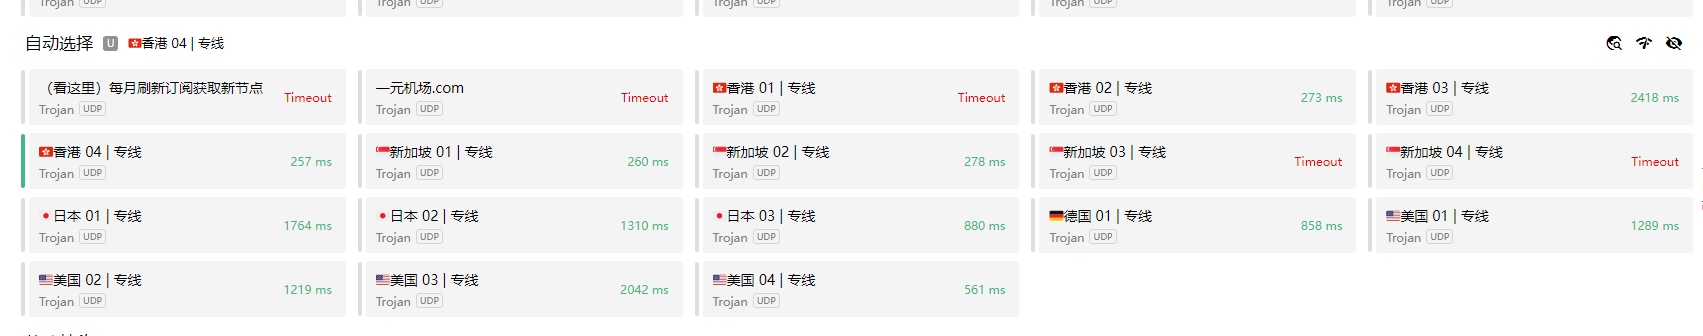 Trojan UDP
Trojan UDP
Trojan UDP
Trojan UDP
Trojan UDP
自动选择 U 香港 04 | 专线
（看这里）每月刷新订阅获取新节点
Trojan UDP
Timeout
一元机场.com
Trojan UDP
Timeout
香港 01 | 专线
Trojan UDP
Timeout
香港 02 | 专线
Trojan UDP
273 ms
香港 03 | 专线
Trojan UDP
2418 ms
香港 04 | 专线
Trojan UDP
257 ms
新加坡 01 | 专线
Trojan UDP
260 ms
新加坡 02 | 专线
Trojan UDP
278 ms
新加坡 03 | 专线
Trojan UDP
Timeout
新加坡 04 | 专线
Trojan UDP
Timeout
日本 01 | 专线
Trojan UDP
1764 ms
日本 02 | 专线
Trojan UDP
1310 ms
日本 03 | 专线
Trojan UDP
880 ms
德国 01 | 专线
Trojan UDP
858 ms
美国 01 | 专线
Trojan UDP
1289 ms
美国 02 | 专线
Trojan UDP
1219 ms
美国 03 | 专线
Trojan UDP
2042 ms
美国 04 | 专线
Trojan UDP
561 ms